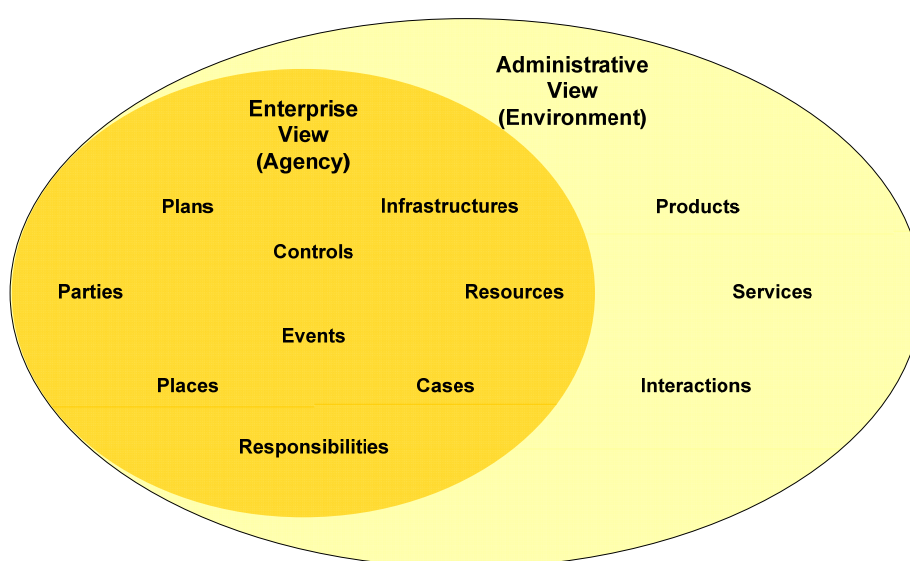 Administrative
View
(Environment)
Enterprise
View
(Agency)
Plans
Infrastructures
Products
Controls
Parties
Resources
Services
Events
Places
Cases
Interactions
Responsibilities